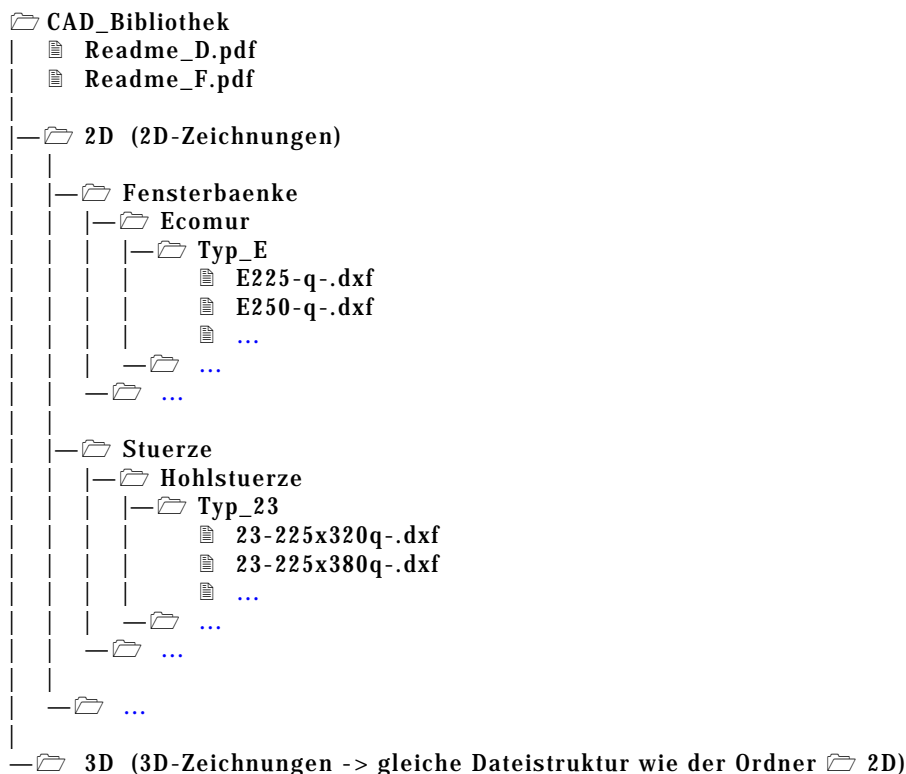 CAD_Bibliothek
Readme_D.pdf
Readme_F.pdf
2D (2D-Zeichnungen)
Fensterbaenke
Ecomur
Typ_E
E225-q-.dxf
E250-q-.dxf
...
...
...
Stuerze
Hohlstuerze
Typ_23
23-225x320q-.dxf
23-225x380q-.dxf
...
...
...
...
3D (3D-Zeichnungen -> gleiche Dateistruktur wie der Ordner 2D)